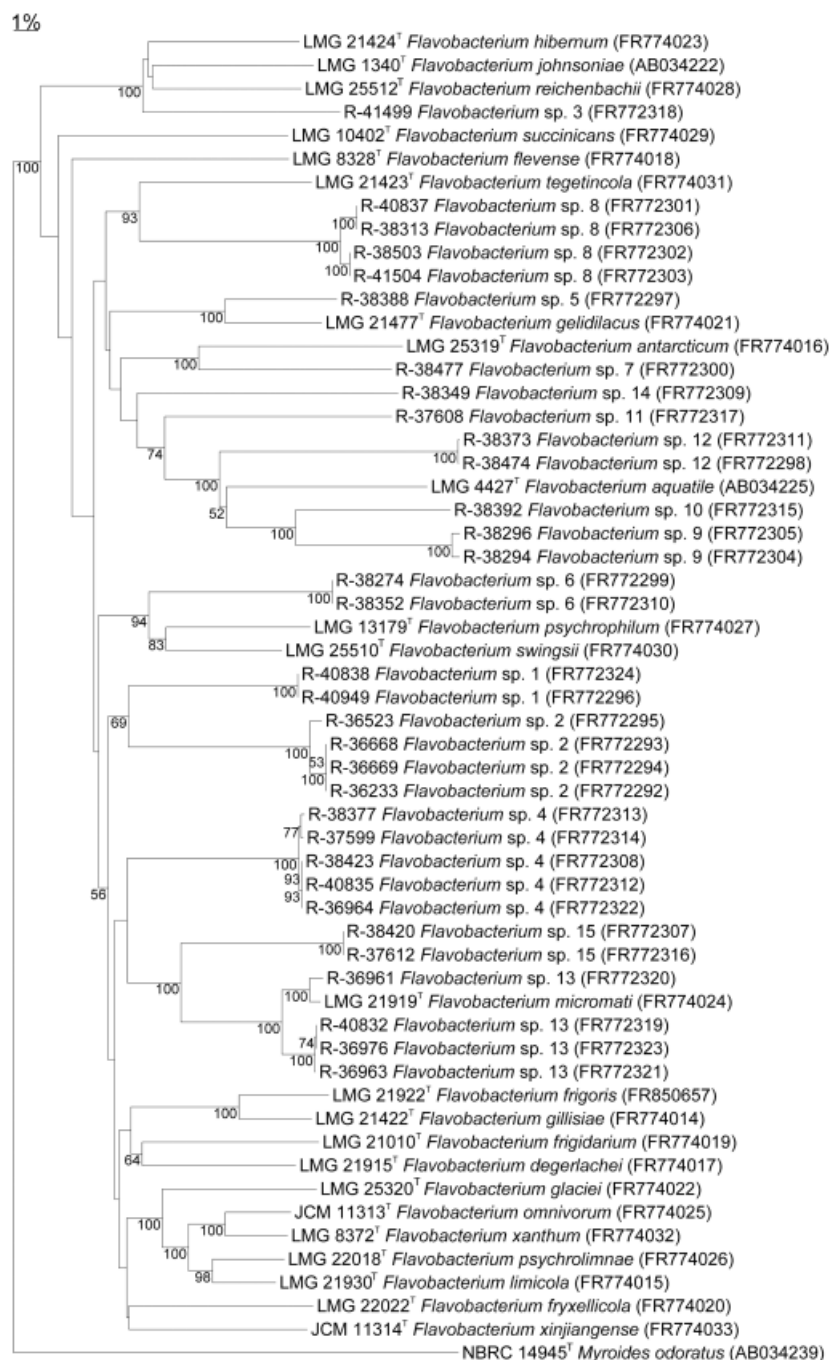 1%
LMG 21424ᵀ Flavobacterium hibernum (FR774023)
LMG 1340ᵀ Flavobacterium johnsoniae (AB034222)
LMG 25512ᵀ Flavobacterium reichenbachii (FR774028)
100
R-41499 Flavobacterium sp. 3 (FR772318)
LMG 10402ᵀ Flavobacterium succinicans (FR774029)
LMG 8328ᵀ Flavobacterium flevense (FR774018)
100
LMG 21423ᵀ Flavobacterium tegetincola (FR774031)
R-40837 Flavobacterium sp. 8 (FR772301)
93
100
R-38313 Flavobacterium sp. 8 (FR772306)
R-38503 Flavobacterium sp. 8 (FR772302)
100
R-41504 Flavobacterium sp. 8 (FR772303)
R-38388 Flavobacterium sp. 5 (FR772297)
100
LMG 21477ᵀ Flavobacterium gelidilacus (FR774021)
LMG 25319ᵀ Flavobacterium antarcticum (FR774016)
100
R-38477 Flavobacterium sp. 7 (FR772300)
R-38349 Flavobacterium sp. 14 (FR772309)
R-37608 Flavobacterium sp. 11 (FR772317)
R-38373 Flavobacterium sp. 12 (FR772311)
74
100
R-38474 Flavobacterium sp. 12 (FR772298)
100
LMG 4427ᵀ Flavobacterium aquatile (AB034225)
52
R-38392 Flavobacterium sp. 10 (FR772315)
100
R-38296 Flavobacterium sp. 9 (FR772305)
100
R-38294 Flavobacterium sp. 9 (FR772304)
R-38274 Flavobacterium sp. 6 (FR772299)
100
R-38352 Flavobacterium sp. 6 (FR772310)
94
LMG 13179ᵀ Flavobacterium psychrophilum (FR774027)
83
LMG 25510ᵀ Flavobacterium swingsii (FR774030)
R-40838 Flavobacterium sp. 1 (FR772324)
100
R-40949 Flavobacterium sp. 1 (FR772296)
69
R-36523 Flavobacterium sp. 2 (FR772295)
R-36668 Flavobacterium sp. 2 (FR772293)
100
53
R-36669 Flavobacterium sp. 2 (FR772294)
100
R-36233 Flavobacterium sp. 2 (FR772292)
R-38377 Flavobacterium sp. 4 (FR772313)
77
R-37599 Flavobacterium sp. 4 (FR772314)
100
R-38423 Flavobacterium sp. 4 (FR772308)
93
R-40835 Flavobacterium sp. 4 (FR772312)
56
93
R-36964 Flavobacterium sp. 4 (FR772322)
R-38420 Flavobacterium sp. 15 (FR772307)
100
R-37612 Flavobacterium sp. 15 (FR772316)
R-36961 Flavobacterium sp. 13 (FR772320)
100
100
LMG 21919ᵀ Flavobacterium micromati (FR774024)
100
R-40832 Flavobacterium sp. 13 (FR772319)
74
R-36976 Flavobacterium sp. 13 (FR772323)
100
R-36963 Flavobacterium sp. 13 (FR772321)
LMG 21922ᵀ Flavobacterium frigoris (FR850657)
100
LMG 21422ᵀ Flavobacterium gillisiae (FR774014)
LMG 21010ᵀ Flavobacterium frigidarium (FR774019)
64
LMG 21915ᵀ Flavobacterium degerlachei (FR774017)
LMG 25320ᵀ Flavobacterium glaciei (FR774022)
JCM 11313ᵀ Flavobacterium omnivorum (FR774025)
100
100
LMG 8372ᵀ Flavobacterium xanthum (FR774032)
100
LMG 22018ᵀ Flavobacterium psychrolimnae (FR774026)
98
LMG 21930ᵀ Flavobacterium limicola (FR774015)
LMG 22022ᵀ Flavobacterium fryxellicola (FR774020)
JCM 11314ᵀ Flavobacterium xinjiangense (FR774033)
NBRC 14945ᵀ Myroides odoratus (AB034239)